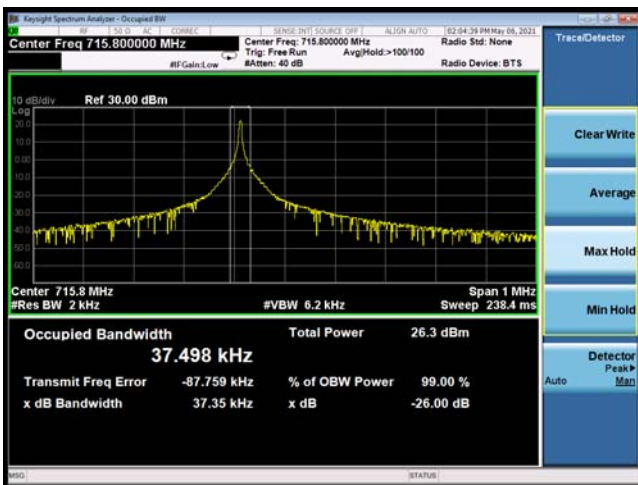 Keysight Spectrum Analyzer - Occupied BW
RF 50 Ω AC CORREC SENSE:INT SOURCE OFF ALIGN AUTO 02:04:39 PM May 06, 2021
Center Freq 715.800000 MHz
Center Freq: 715.800000 MHz
Radio Std: None
Trig: Free Run Avg|Hold:>100/100
#IFGain:Low
#Atten: 40 dB
Radio Device: BTS
Trace/Detector
10 dB/div Ref 30.00 dBm
Log
20.0
10.0
0.00
-10.0
-20.0
-30.0
-40.0
-50.0
-60.0
Center 715.8 MHz
Span 1 MHz
#Res BW 2 kHz
#VBW 6.2 kHz
Sweep 238.4 ms
Occupied Bandwidth
37.498 kHz
Total Power 26.3 dBm
Transmit Freq Error -87.759 kHz
% of OBW Power 99.00 %
x dB Bandwidth 37.35 kHz
x dB -26.00 dB
Clear Write
Average
Max Hold
Min Hold
Detector
Peak▶
Auto Man
MSG
STATUS